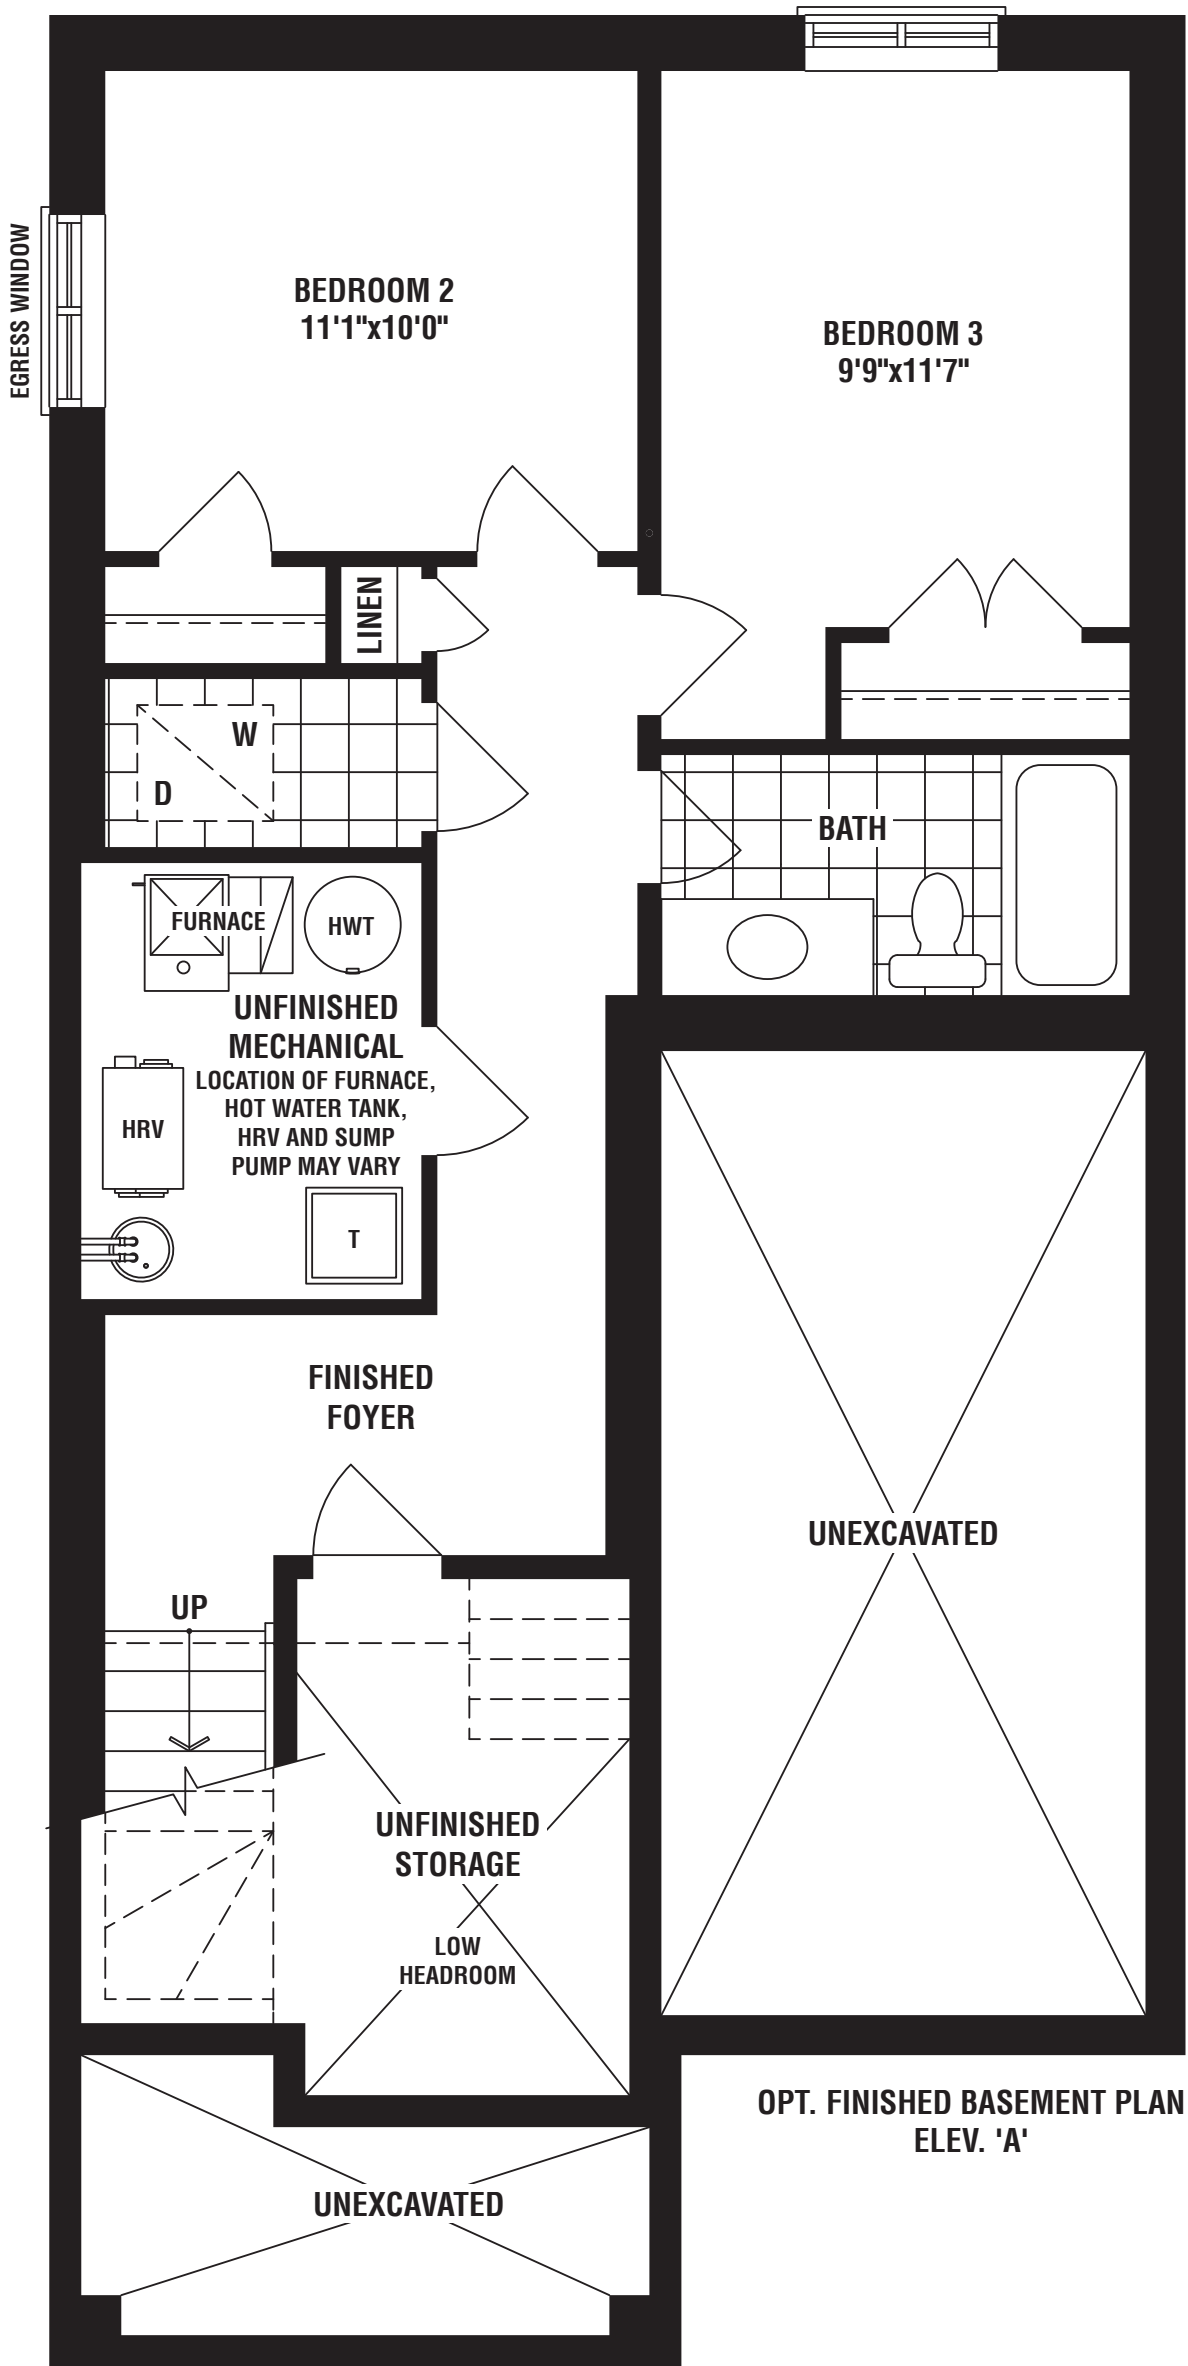 EGRESS WINDOW
BEDROOM 2
11'1"x10'0"
BEDROOM 3
9'9"x11'7"
LINEN
W
D
BATH
FURNACE
HWT
UNFINISHED
MECHANICAL
LOCATION OF FURNACE,
HOT WATER TANK,
HRV AND SUMP
PUMP MAY VARY
HRV
T
FINISHED
FOYER
UNEXCAVATED
UP
UNFINISHED
STORAGE
LOW
HEADROOM
OPT. FINISHED BASEMENT PLAN
ELEV. 'A'
UNEXCAVATED